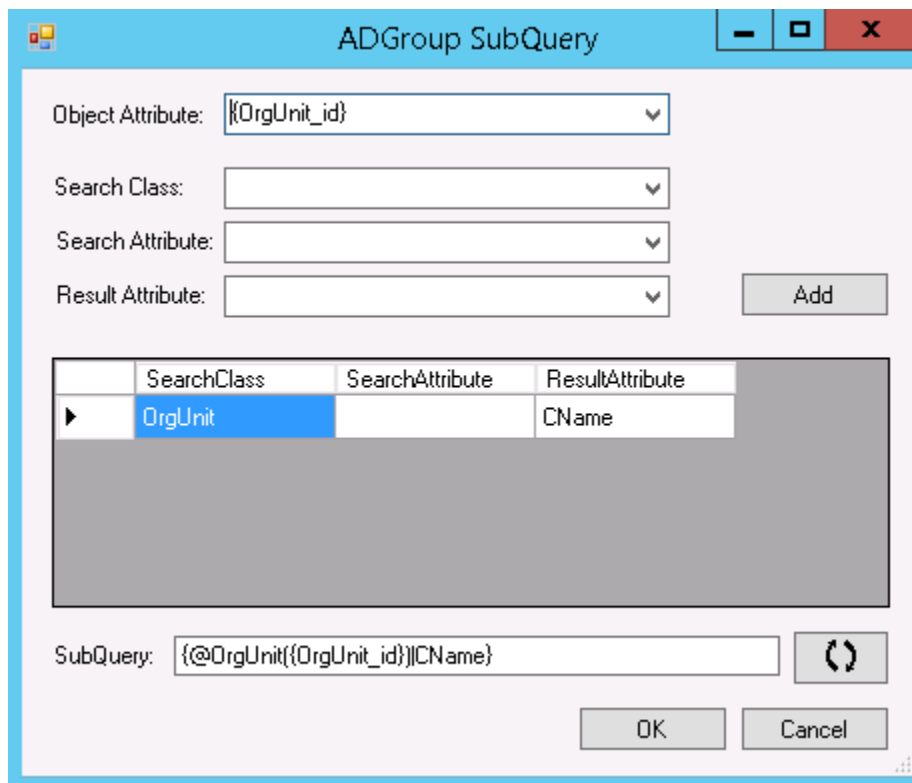 ADGroup SubQuery
Object Attribute: {OrgUnit_id}
Search Class:
Search Attribute:
Result Attribute: Add
SearchClass SearchAttribute ResultAttribute
OrgUnit CName
SubQuery: {@OrgUnit({OrgUnit_id})|CName}
OK Cancel